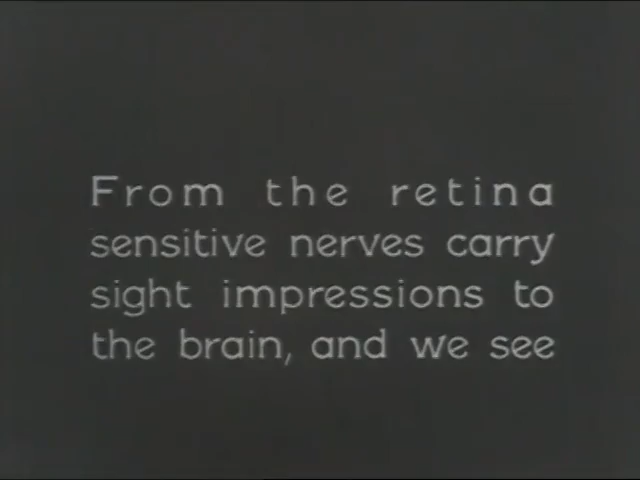 From the retina
sensitive nerves carry
sight impressions to
the brain, and we see